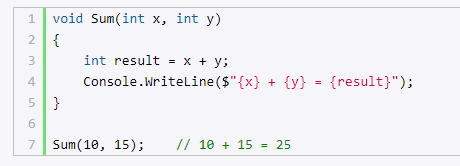 1 void Sum(int x, int y)
2 {
3     int result = x + y;
4     Console.WriteLine($"{x} + {y} = {result}");
5 }
6
7 Sum(10, 15);    // 10 + 15 = 25